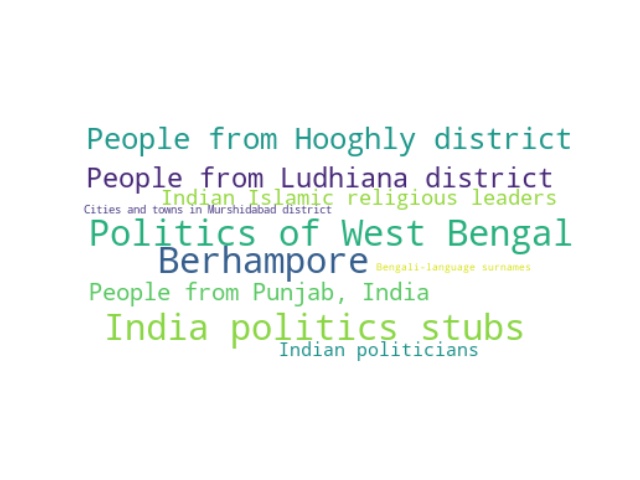 People from Hooghly district
People from Ludhiana district
Indian Islamic religious leaders
Cities and towns in Murshidabad district
Politics of West Bengal
Berhampore
Bengali-language surnames
People from Punjab, India
India politics stubs
Indian politicians